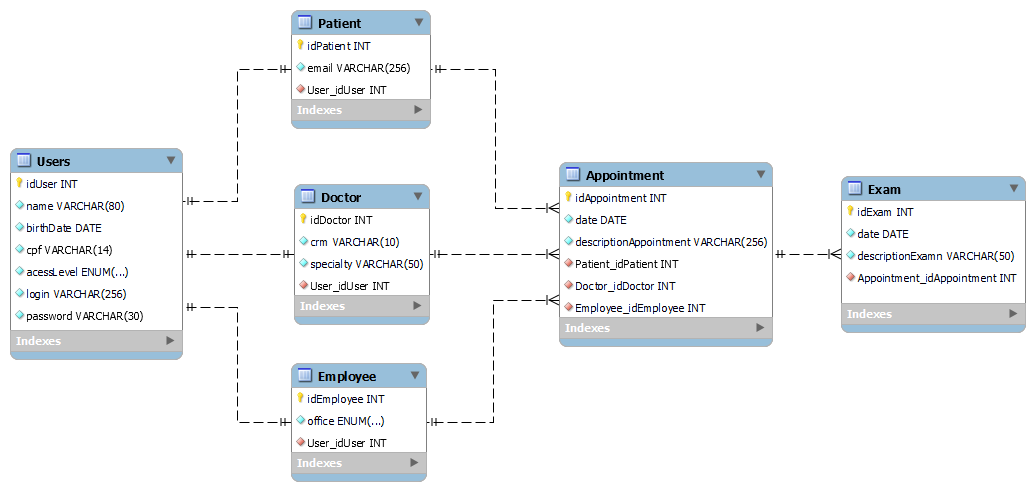 Patient
idPatient INT
email VARCHAR(256)
User_idUser INT
Indexes
Users
idUser INT
name VARCHAR(80)
birthDate DATE
cpf VARCHAR(14)
acessLevel ENUM(...)
login VARCHAR(256)
password VARCHAR(30)
Indexes
Doctor
idDoctor INT
crm VARCHAR(10)
specialty VARCHAR(50)
User_idUser INT
Indexes
Employee
idEmployee INT
office ENUM(...)
User_idUser INT
Indexes
Appointment
idAppointment INT
date DATE
descriptionAppointment VARCHAR(256)
Patient_idPatient INT
Doctor_idDoctor INT
Employee_idEmployee INT
Indexes
Exam
idExam INT
date DATE
descriptionExamn VARCHAR(50)
Appointment_idAppointment INT
Indexes